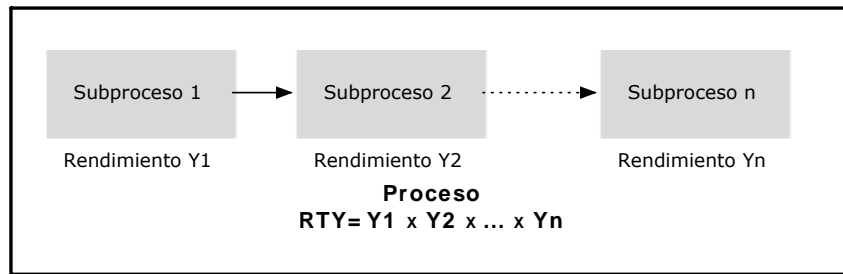 Subproceso 1 Subproceso 2 Subproceso n
Rendimiento Y1 Rendimiento Y2 Rendimiento Yn
Proceso
RTY= Y1 x Y2 x ... x Yn